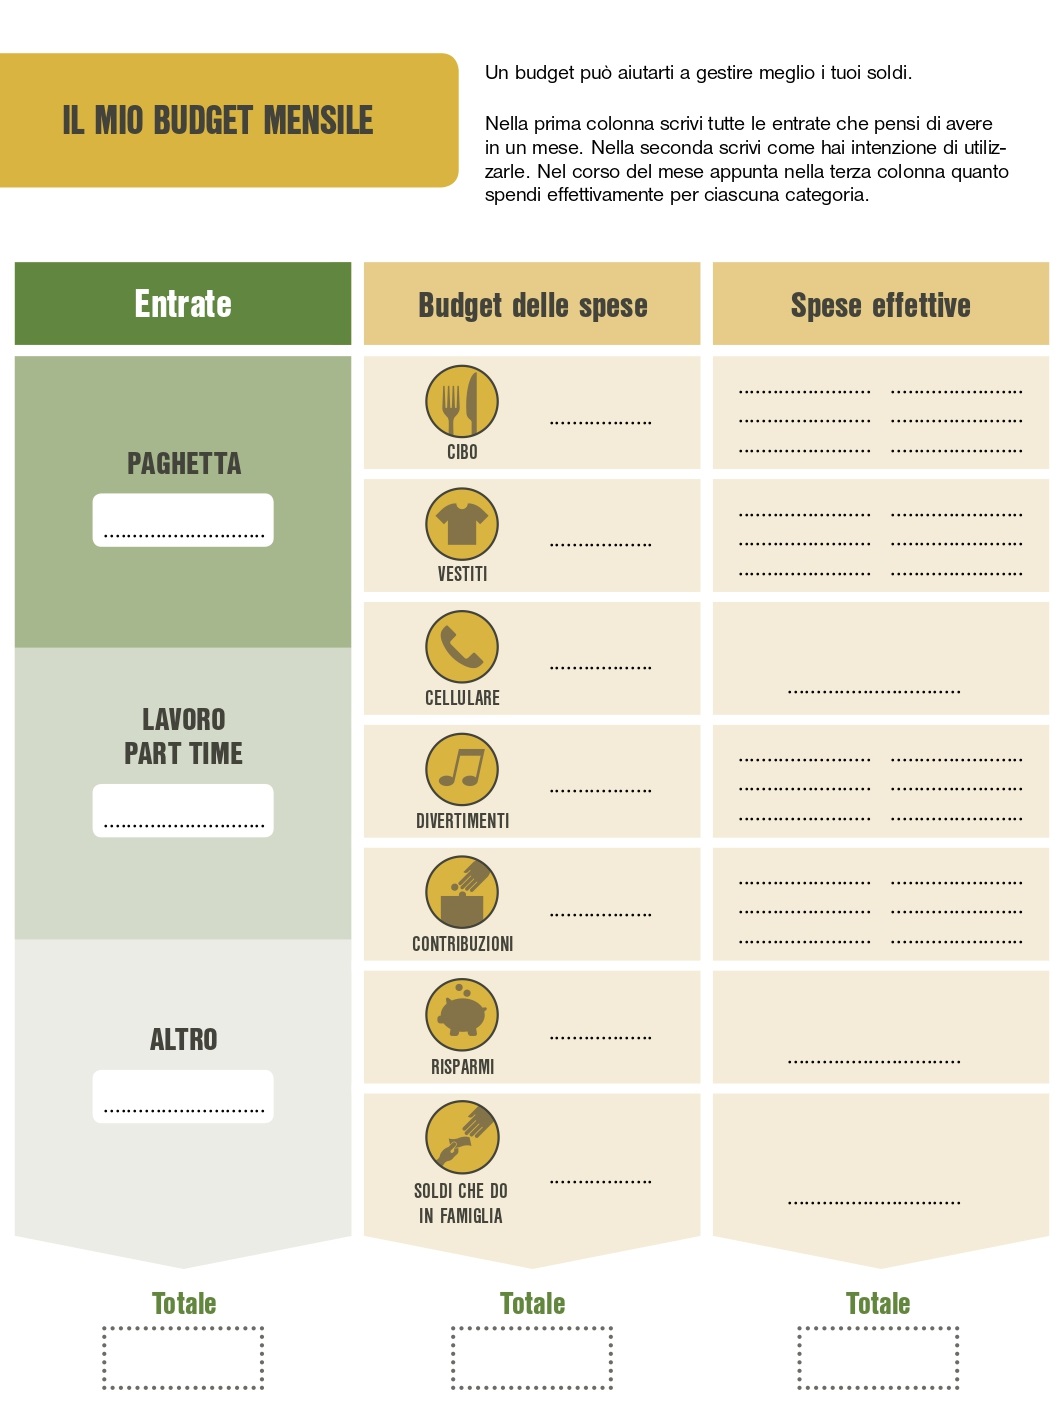 IL MIO BUDGET MENSILE
Un budget può aiutarti a gestire meglio i tuoi soldi.
Nella prima colonna scrivi tutte le entrate che pensi di avere
in un mese. Nella seconda scrivi come hai intenzione di utiliz-
zarle. Nel corso del mese appunta nella terza colonna quanto
spendi effettivamente per ciascuna categoria.
Entrate
Budget delle spese
Spese effettive
PAGHETTA
LAVORO
PART TIME
ALTRO
CIBO
VESTITI
CELLULARE
DIVERTIMENTI
CONTRIBUZIONI
RISPARMI
SOLDI CHE DO
IN FAMIGLIA
Totale
Totale
Totale